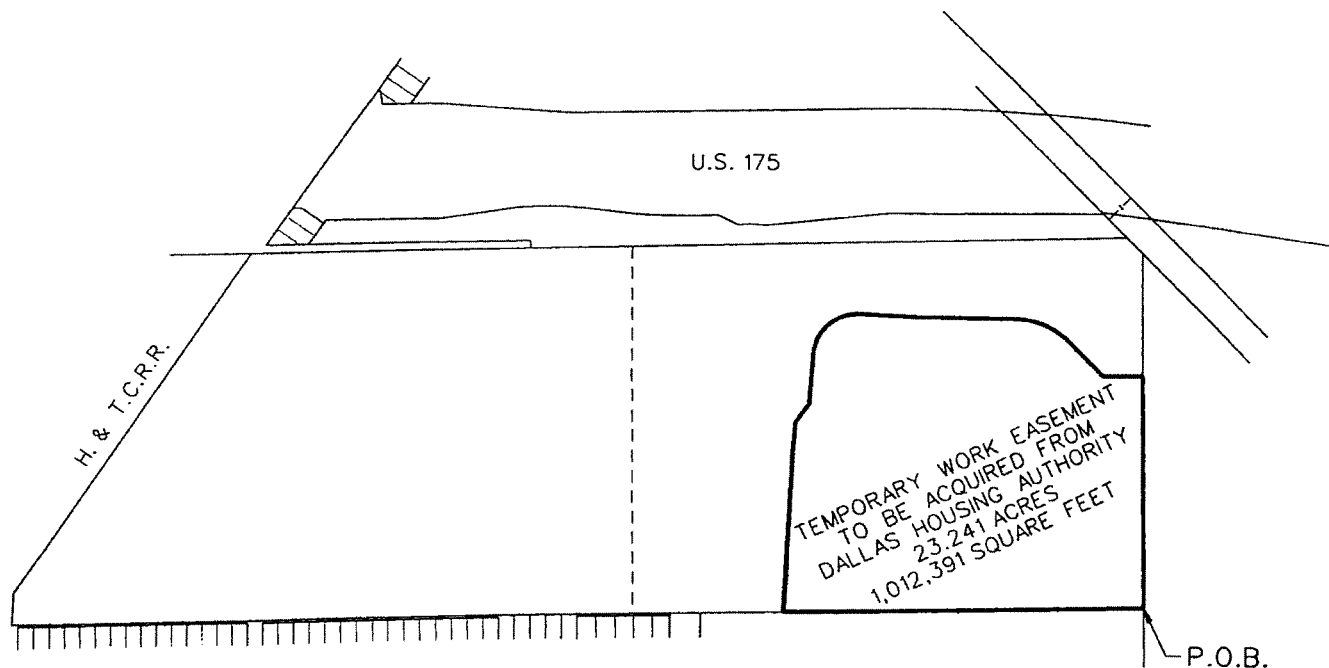 U.S. 175
H. & T.C.R.R.
TEMPORARY WORK EASEMENT
TO BE ACQUIRED FROM
DALLAS HOUSING AUTHORITY
23.241 ACRES
1,012,391 SQUARE FEET
P.O.B.